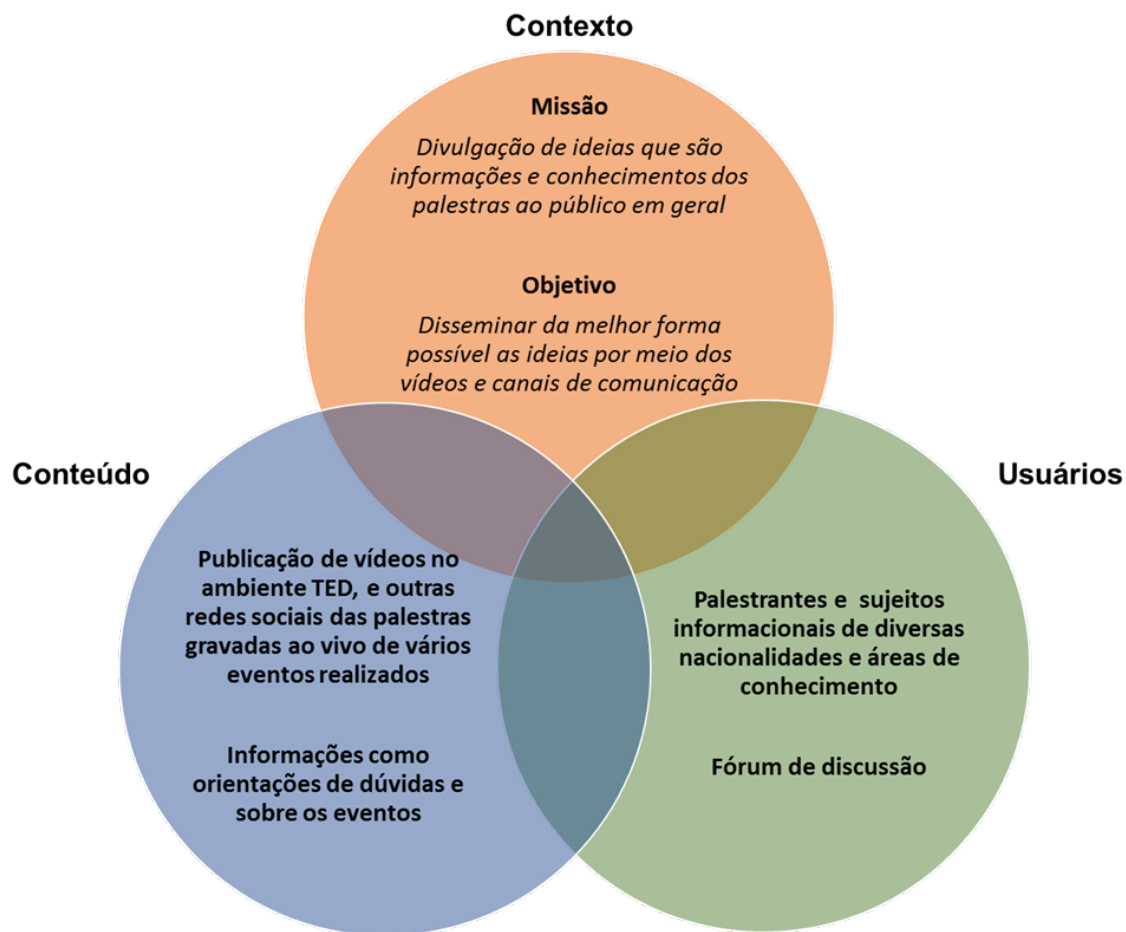 Contexto
Missão
Divulgação de ideias que são
informações e conhecimentos dos
palestras ao público em geral
Objetivo
Disseminar da melhor forma
possível as ideias por meio dos
vídeos e canais de comunicação
Conteúdo
Publicação de vídeos no
ambiente TED, e outras
redes sociais das palestras
gravadas ao vivo de vários
eventos realizados
Informações como
orientações de dúvidas e
sobre os eventos
Usuários
Palestrantes e sujeitos
informacionais de diversas
nacionalidades e áreas de
conhecimento
Fórum de discussão